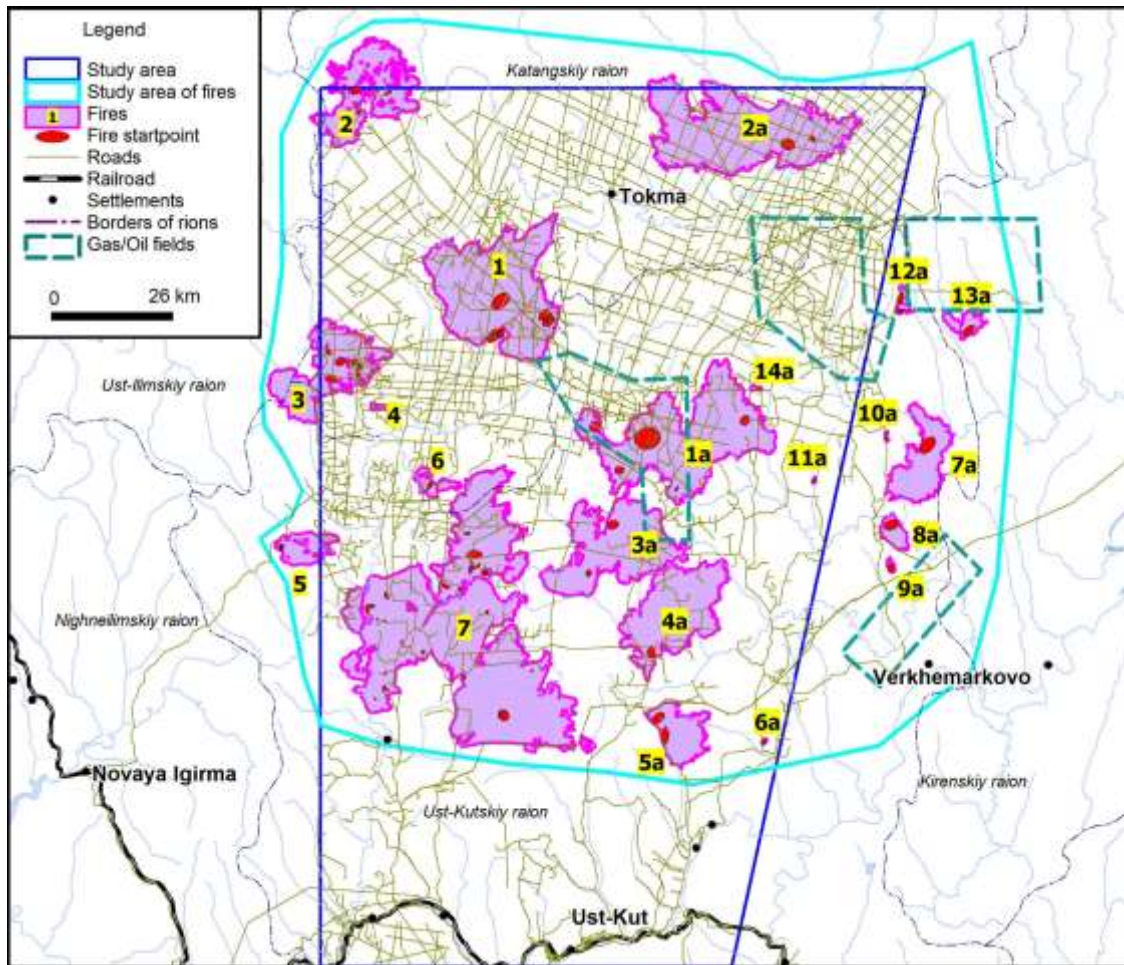 Legend
Study area
Study area of fires
1 Fires
Fire startpoint
Roads
Railroad
Settlements
Borders of rions
Gas/Oil fields
0 26 km
Katangskiy raion
2
2a
Tokma
1
12a
13a
Ust-Ilimskiy raion
3
4
14a
10a
6
1a
11a
7a
3a
8a
5
9a
Nighneilimskiy raion
7
4a
Verkhemarkovo
6a
5a
Novaya Igirma
Kirenskiy raion
Ust-Kutskiy raion
Ust-Kut